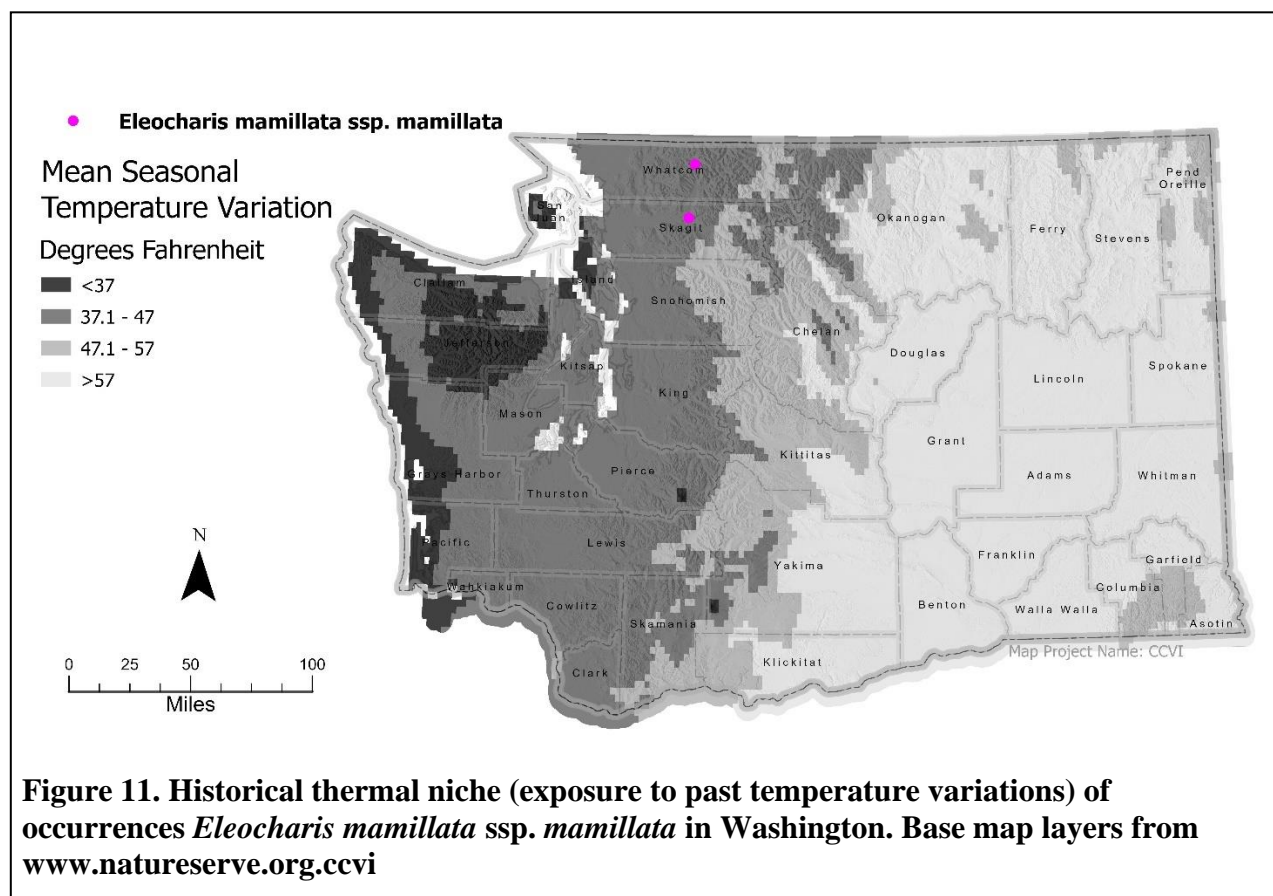 Eleocharis mamillata ssp. mamillata
Mean Seasonal
Temperature Variation
Degrees Fahrenheit
<37
37.1 - 47
47.1 - 57
>57
N
0 25 50 100
Miles
Whatcom
San
Juan
Skagit
Okanogan
Ferry
Stevens
Pend
Oreille
Clallam
Island
Snohomish
Chelan
Jefferson
Kitsap
Douglas
Lincoln
Spokane
King
Mason
Grant
Kittitas
Adams
Whitman
Grays Harbor
Pierce
Thurston
Pacific
Lewis
Yakima
Franklin
Garfield
Columbia
Wahkiakum
Cowlitz
Skamania
Benton
Walla Walla
Asotin
Clark
Klickitat
Map Project Name: CCVI
Figure 11. Historical thermal niche (exposure to past temperature variations) of
occurrences Eleocharis mamillata ssp. mamillata in Washington. Base map layers from
www.natureserve.org.ccvi